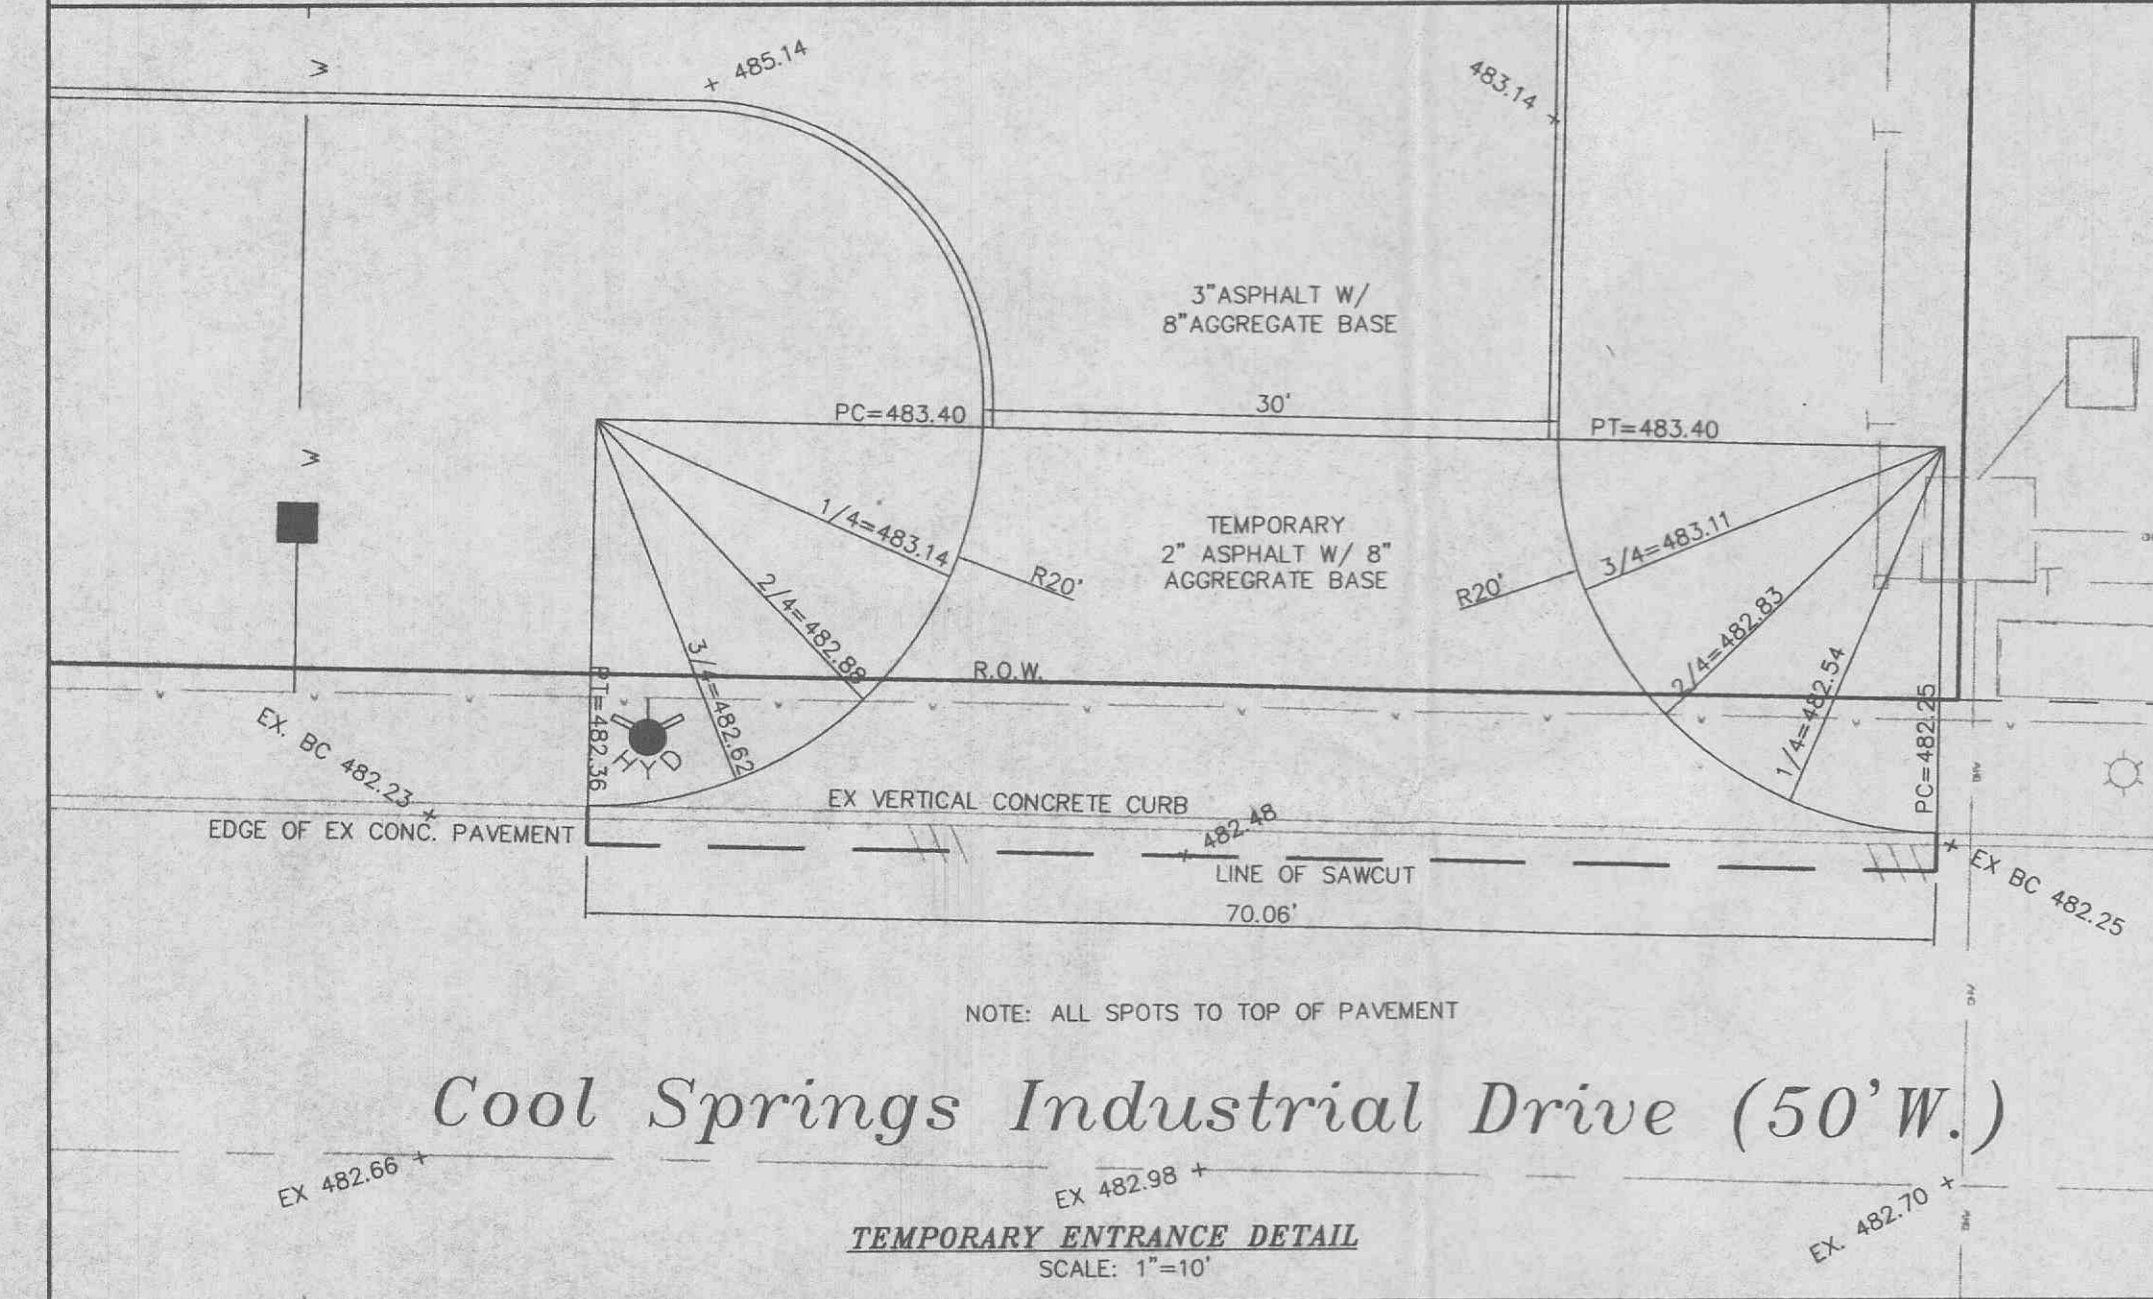 W
485.14
483.14
T
3"ASPHALT W/
8"AGGREGATE BASE
PC=483.40
30'
PT=483.40
T
W
1/4=483.14
2/4=482.88
3/4=482.62
PT=482.36
R20'
TEMPORARY
2" ASPHALT W/ 8"
AGGREGRATE BASE
R20'
3/4=483.11
2/4=482.83
1/4=482.54
PC=482.25
T
R.O.W.
HYD
EX. BC 482.23
EX VERTICAL CONCRETE CURB
EDGE OF EX CONC. PAVEMENT
482.48
LINE OF SAWCUT
EX BC 482.25
70.06'
NOTE: ALL SPOTS TO TOP OF PAVEMENT
Cool Springs Industrial Drive (50'W.)
EX 482.66
EX 482.98
EX. 482.70
TEMPORARY ENTRANCE DETAIL
SCALE: 1"=10'